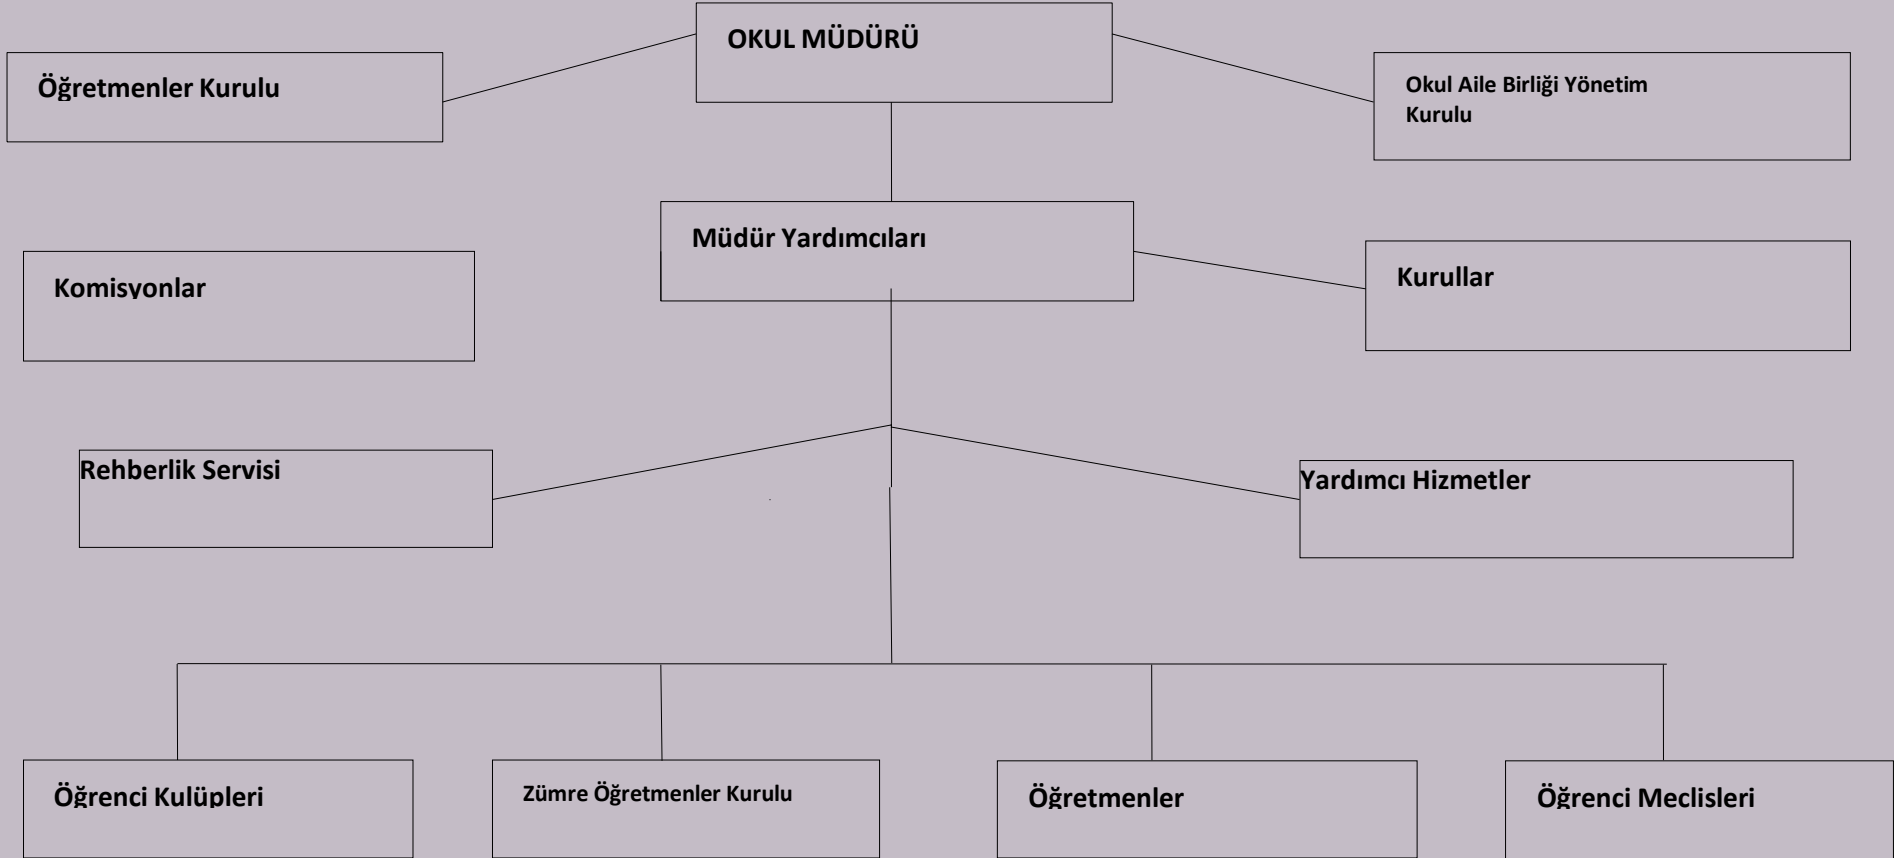 OKUL MÜDÜRÜ
Öğretmenler Kurulu
Okul Aile Birliği Yönetim
Kurulu
Müdür Yardımcıları
Komisyonlar
Kurullar
Rehberlik Servisi
Yardımcı Hizmetler
Öğrenci Kulüpleri
Zümre Öğretmenler Kurulu
Öğretmenler
Öğrenci Meclisleri